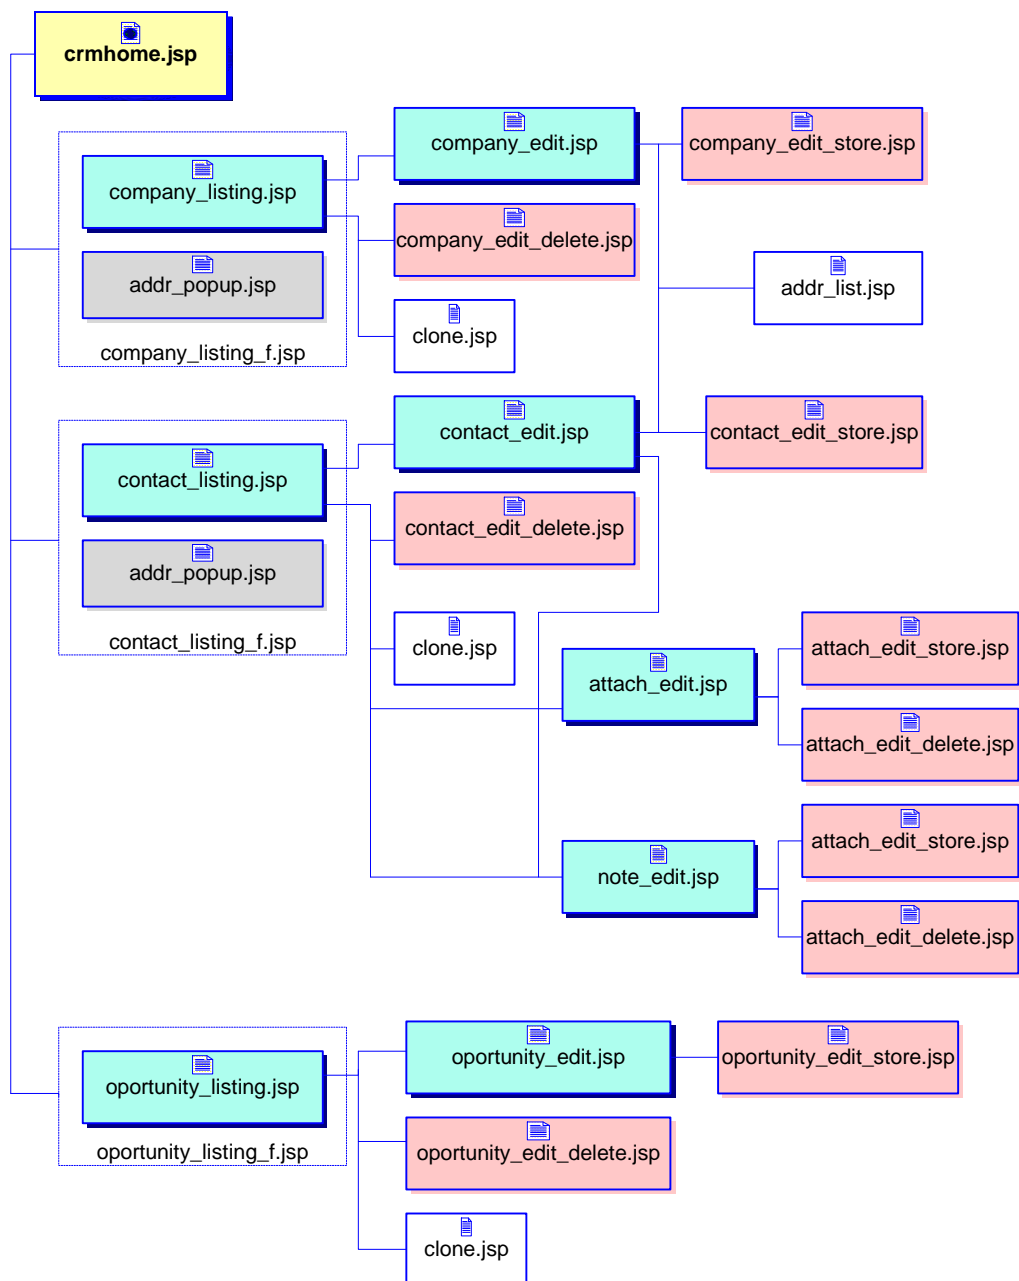 crmhome.jsp
company_edit.jsp
company_edit_store.jsp
company_listing.jsp
company_edit_delete.jsp
addr_popup.jsp
addr_list.jsp
clone.jsp
company_listing_f.jsp
contact_edit.jsp
contact_edit_store.jsp
contact_listing.jsp
contact_edit_delete.jsp
addr_popup.jsp
clone.jsp
contact_listing_f.jsp
attach_edit.jsp
attach_edit_store.jsp
attach_edit_delete.jsp
note_edit.jsp
attach_edit_store.jsp
attach_edit_delete.jsp
oportunity_edit.jsp
oportunity_edit_store.jsp
oportunity_listing.jsp
oportunity_listing_f.jsp
oportunity_edit_delete.jsp
clone.jsp